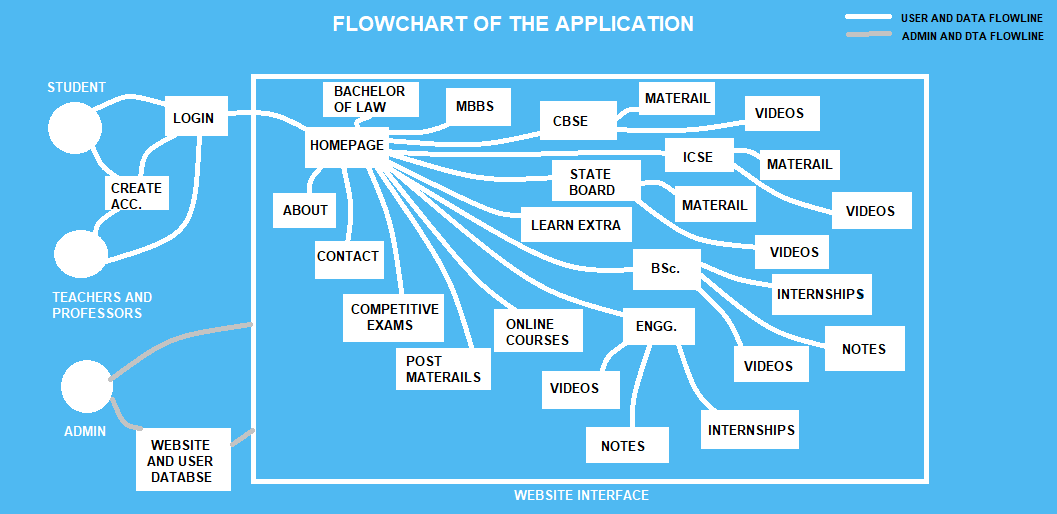 FLOWCHART OF THE APPLICATION
USER AND DATA FLOWLINE
ADMIN AND DTA FLOWLINE
STUDENT
LOGIN
CREATE
ACC.
TEACHERS AND
PROFESSORS
ADMIN
WEBSITE
AND USER
DATABSE
BACHELOR
OF LAW
MBBS
HOMEPAGE
CBSE
MATERAIL
VIDEOS
ICSE
MATERAIL
VIDEOS
STATE
BOARD
MATERAIL
VIDEOS
ABOUT
LEARN EXTRA
CONTACT
BSc.
INTERNSHIPS
NOTES
VIDEOS
COMPETITIVE
EXAMS
POST
MATERAILS
ONLINE
COURSES
ENGG.
VIDEOS
NOTES
INTERNSHIPS
WEBSITE INTERFACE